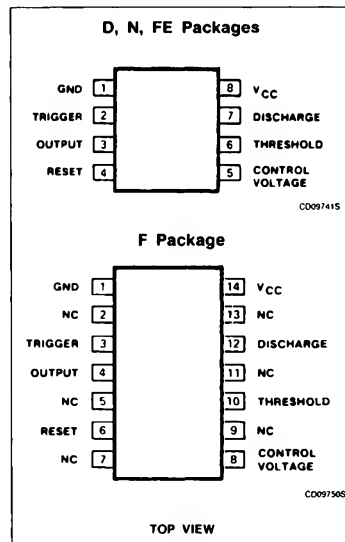 D, N, FE Packages
GND 1 8 VCC
TRIGGER 2 7 DISCHARGE
OUTPUT 3 6 THRESHOLD
RESET 4 5 CONTROL
VOLTAGE
CD09741S
F Package
GND 1 14 VCC
NC 2 13 NC
TRIGGER 3 12 DISCHARGE
OUTPUT 4 11 NC
NC 5 10 THRESHOLD
RESET 6 9 NC
NC 7 8 CONTROL
VOLTAGE
CD09750S
TOP VIEW